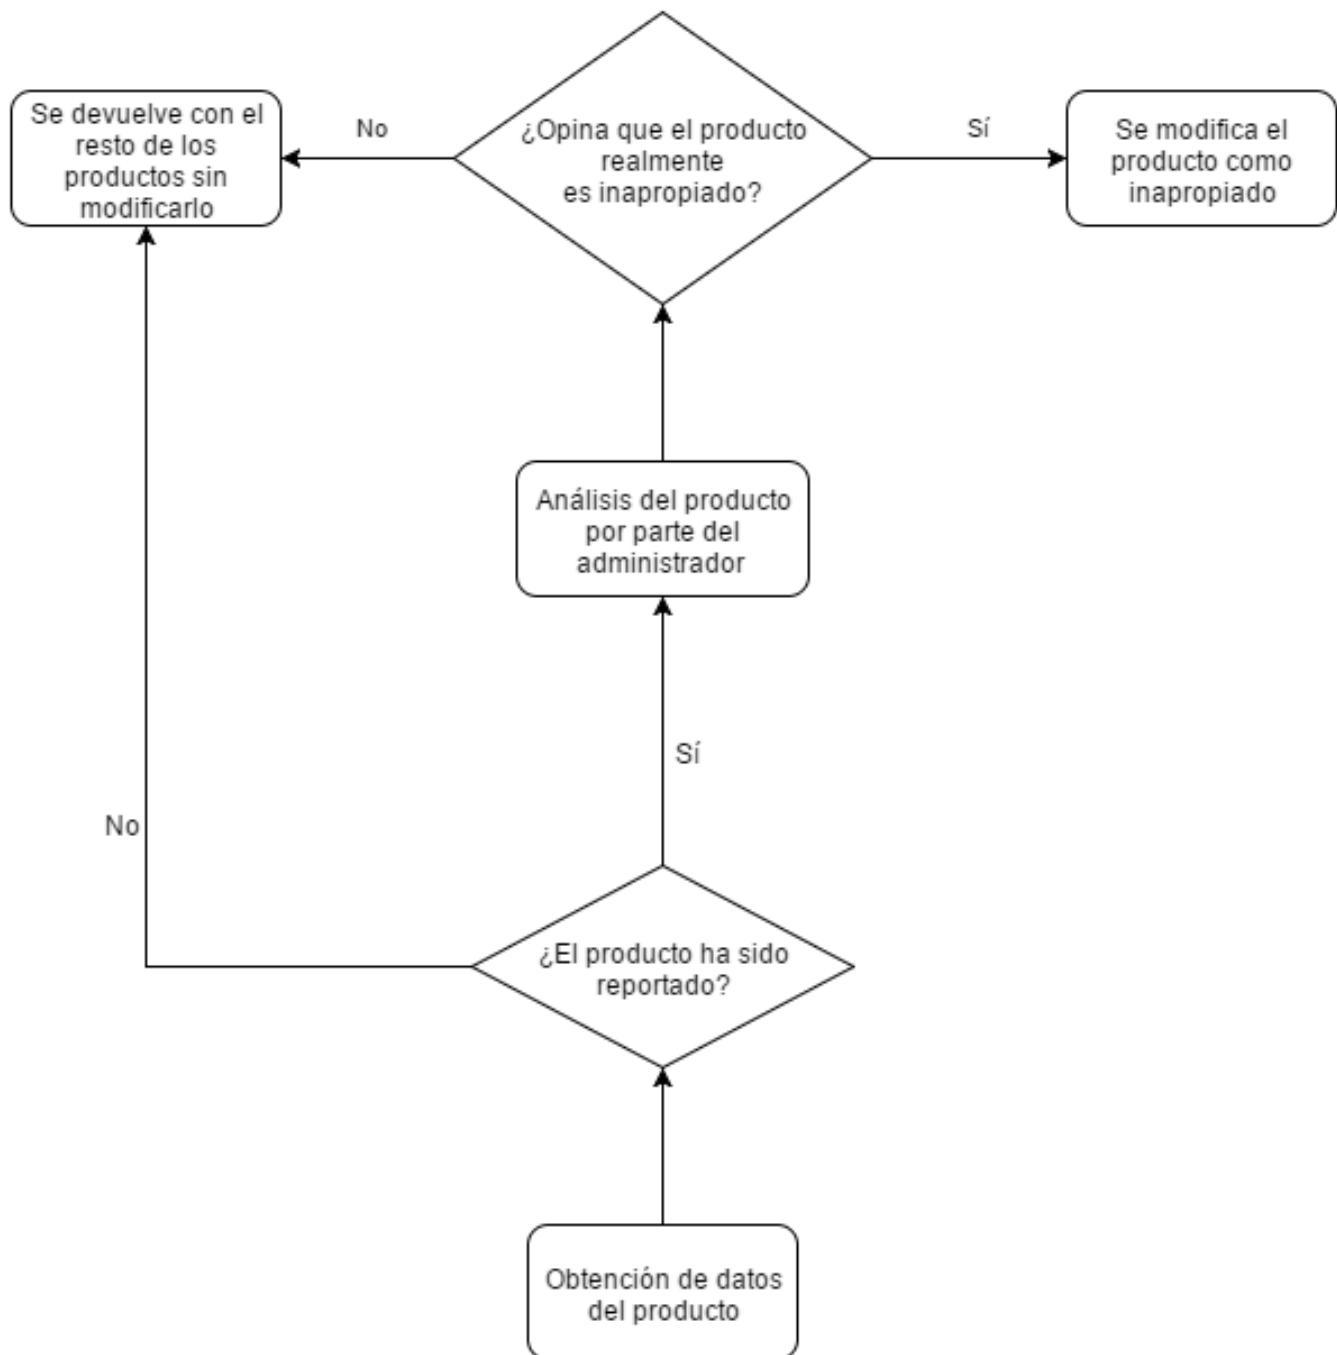 Se devuelve con el
resto de los
productos sin
modificarlo
No
¿Opina que el producto
realmente
es inapropiado?
Sí
Se modifica el
producto como
inapropiado
Análisis del producto
por parte del
administrador
Sí
No
¿El producto ha sido
reportado?
Obtención de datos
del producto